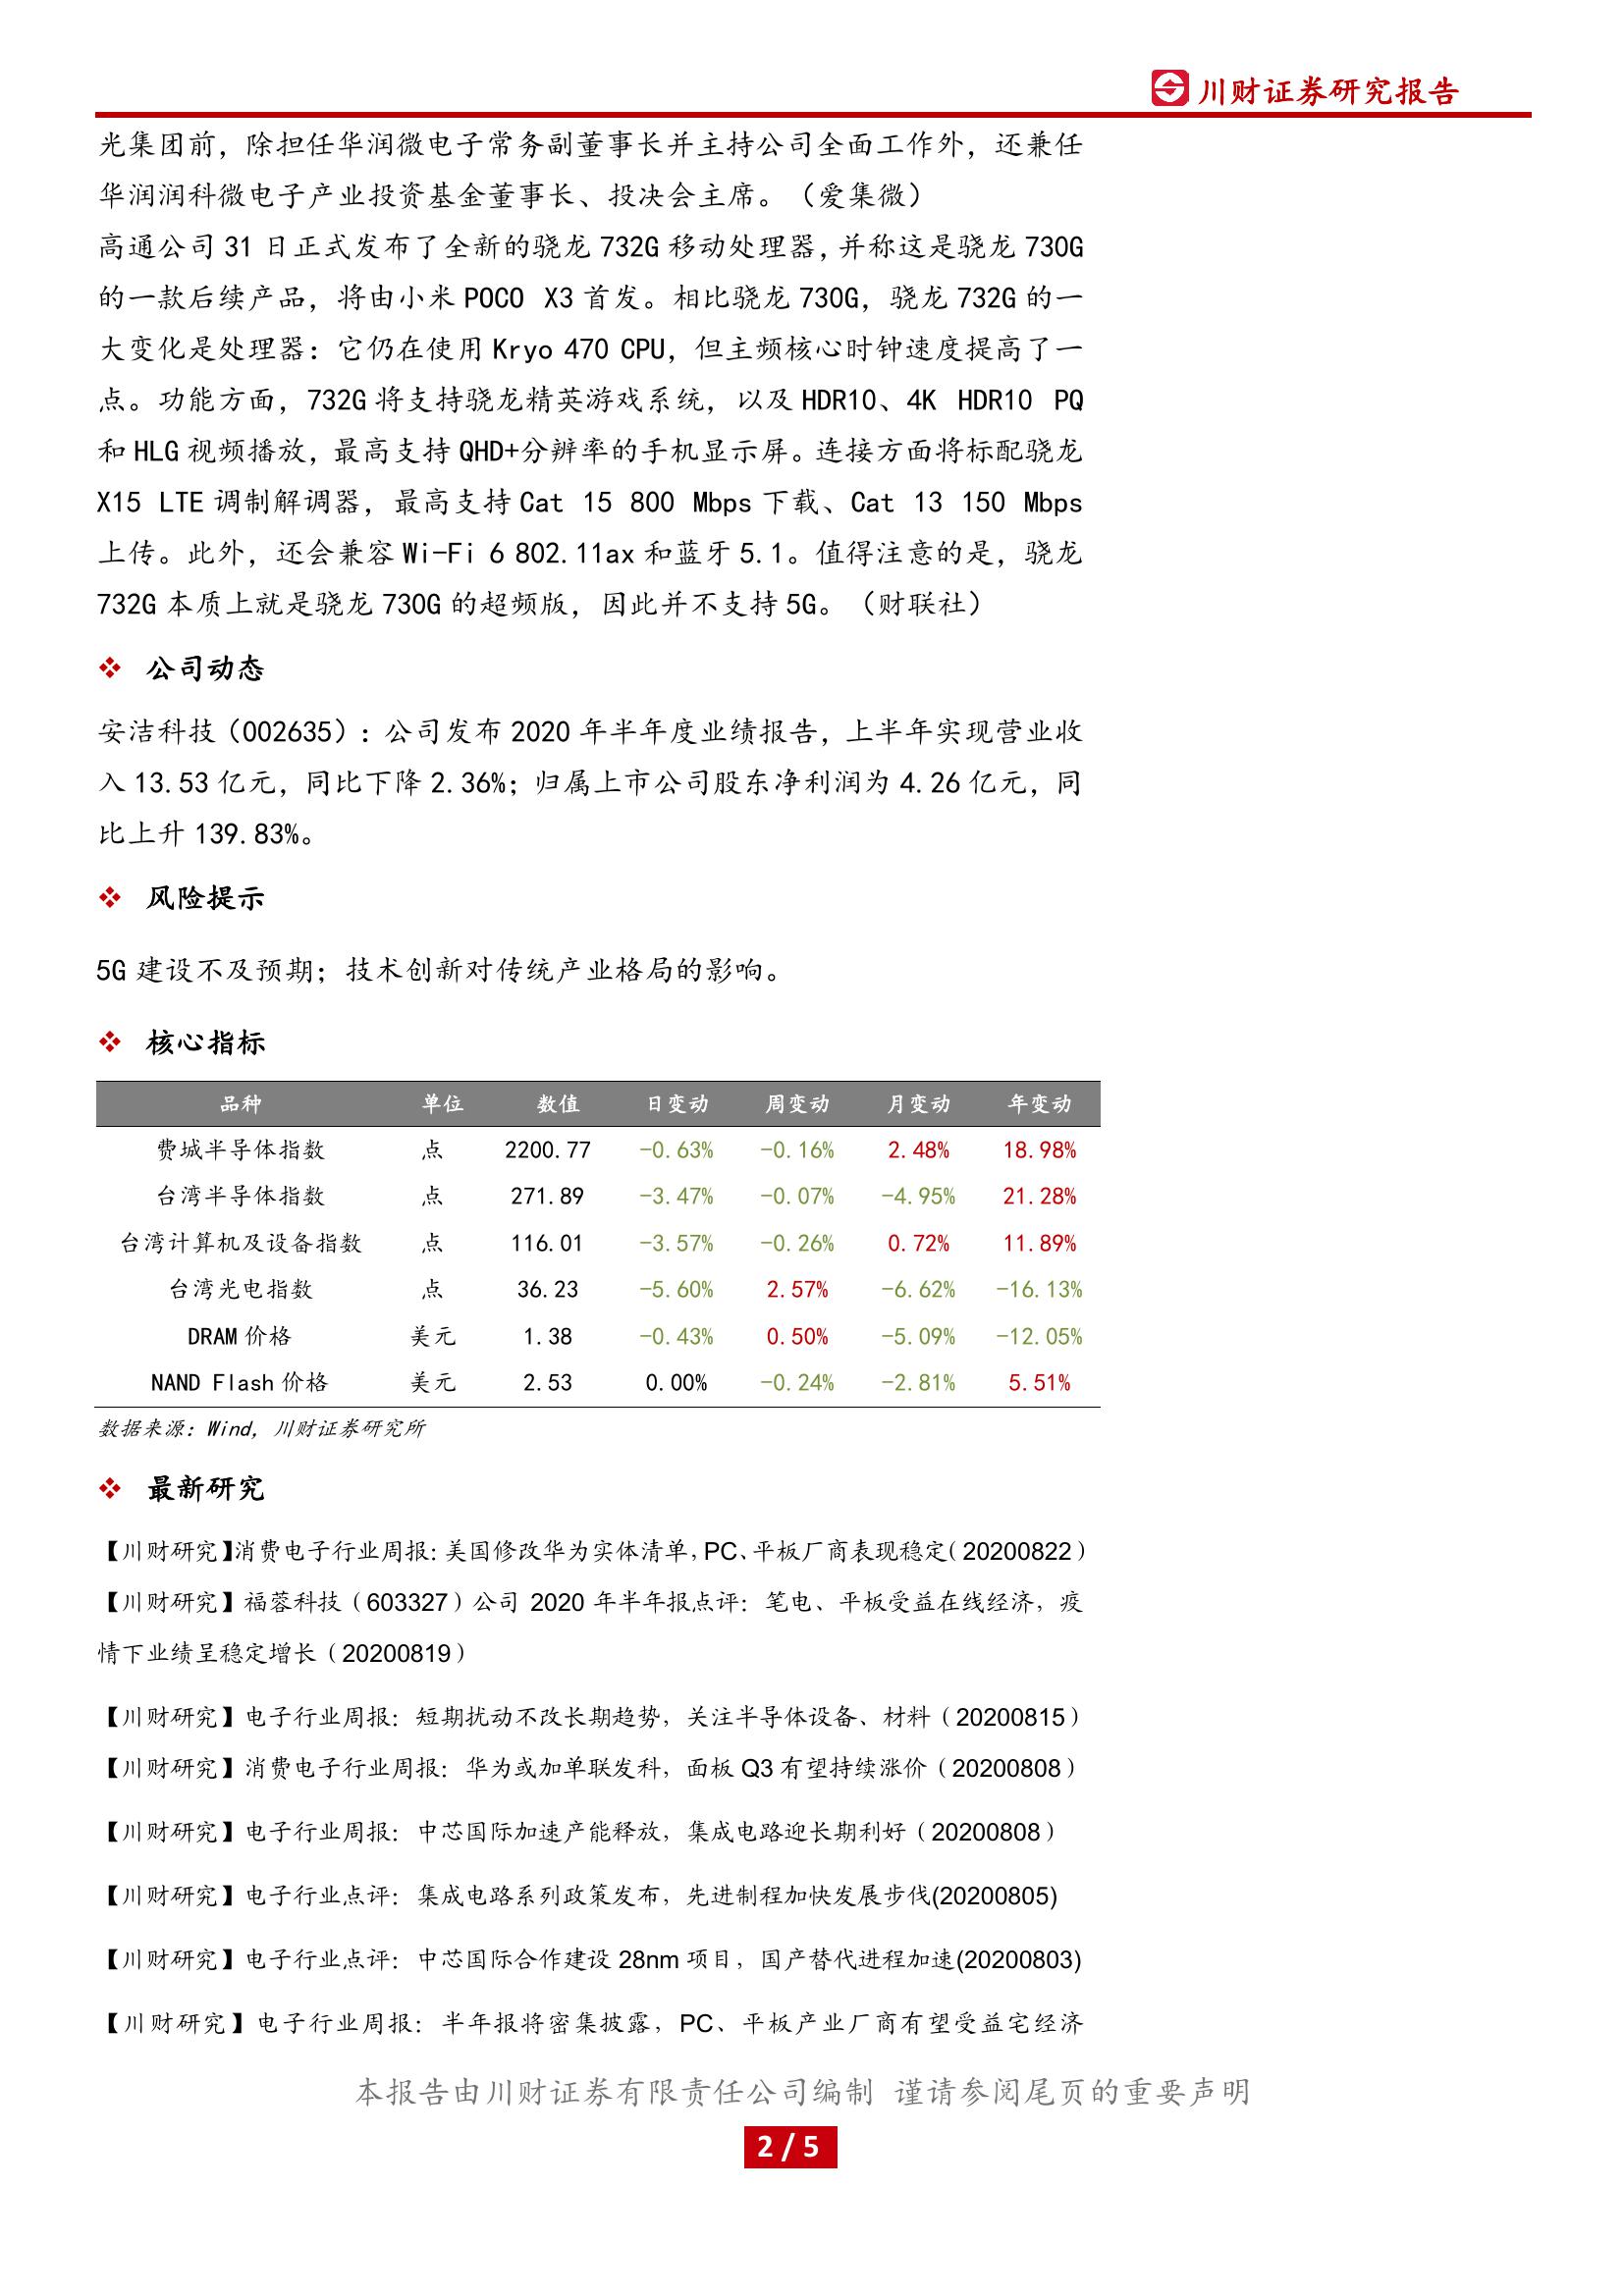 川财证券研究报告
光集团前，除担任华润微电子常务副董事长并主持公司全面工作外，还兼任
华润润科微电子产业投资基金董事长、投决会主席。（爱集微）
高通公司 31 日正式发布了全新的骁龙 732G 移动处理器，并称这是骁龙 730G
的一款后续产品，将由小米 POCO X3 首发。相比骁龙 730G，骁龙 732G 的一
大变化是处理器：它仍在使用 Kryo 470 CPU，但主频核心时钟速度提高了一
点。功能方面，732G 将支持骁龙精英游戏系统，以及 HDR10、4K HDR10 PQ
和 HLG 视频播放，最高支持 QHD+分辨率的手机显示屏。连接方面将标配骁龙
X15 LTE 调制解调器，最高支持 Cat 15 800 Mbps 下载、Cat 13 150 Mbps
上传。此外，还会兼容 Wi-Fi 6 802.11ax 和蓝牙 5.1。值得注意的是，骁龙
732G 本质上就是骁龙 730G 的超频版，因此并不支持 5G。（财联社）
❖ 公司动态
安洁科技（002635）：公司发布 2020 年半年度业绩报告，上半年实现营业收
入 13.53 亿元，同比下降 2.36%；归属上市公司股东净利润为 4.26 亿元，同
比上升 139.83%。
❖ 风险提示
5G 建设不及预期；技术创新对传统产业格局的影响。
❖ 核心指标
品种 单位 数值 日变动 周变动 月变动 年变动
费城半导体指数 点 2200.77 -0.63% -0.16% 2.48% 18.98%
台湾半导体指数 点 271.89 -3.47% -0.07% -4.95% 21.28%
台湾计算机及设备指数 点 116.01 -3.57% -0.26% 0.72% 11.89%
台湾光电指数 点 36.23 -5.60% 2.57% -6.62% -16.13%
DRAM 价格 美元 1.38 -0.43% 0.50% -5.09% -12.05%
NAND Flash 价格 美元 2.53 0.00% -0.24% -2.81% 5.51%
数据来源：Wind，川财证券研究所
❖ 最新研究
【川财研究】消费电子行业周报：美国修改华为实体清单，PC、平板厂商表现稳定（20200822）
【川财研究】福蓉科技（603327）公司 2020 年半年报点评：笔电、平板受益在线经济，疫
情下业绩呈稳定增长（20200819）
【川财研究】电子行业周报：短期扰动不改长期趋势，关注半导体设备、材料（20200815）
【川财研究】消费电子行业周报：华为或加单联发科，面板 Q3 有望持续涨价（20200808）
【川财研究】电子行业周报：中芯国际加速产能释放，集成电路迎长期利好（20200808）
【川财研究】电子行业点评：集成电路系列政策发布，先进制程加快发展步伐(20200805)
【川财研究】电子行业点评：中芯国际合作建设 28nm 项目，国产替代进程加速(20200803)
【川财研究】电子行业周报：半年报将密集披露，PC、平板产业厂商有望受益宅经济
本报告由川财证券有限责任公司编制 谨请参阅尾页的重要声明
2 / 5